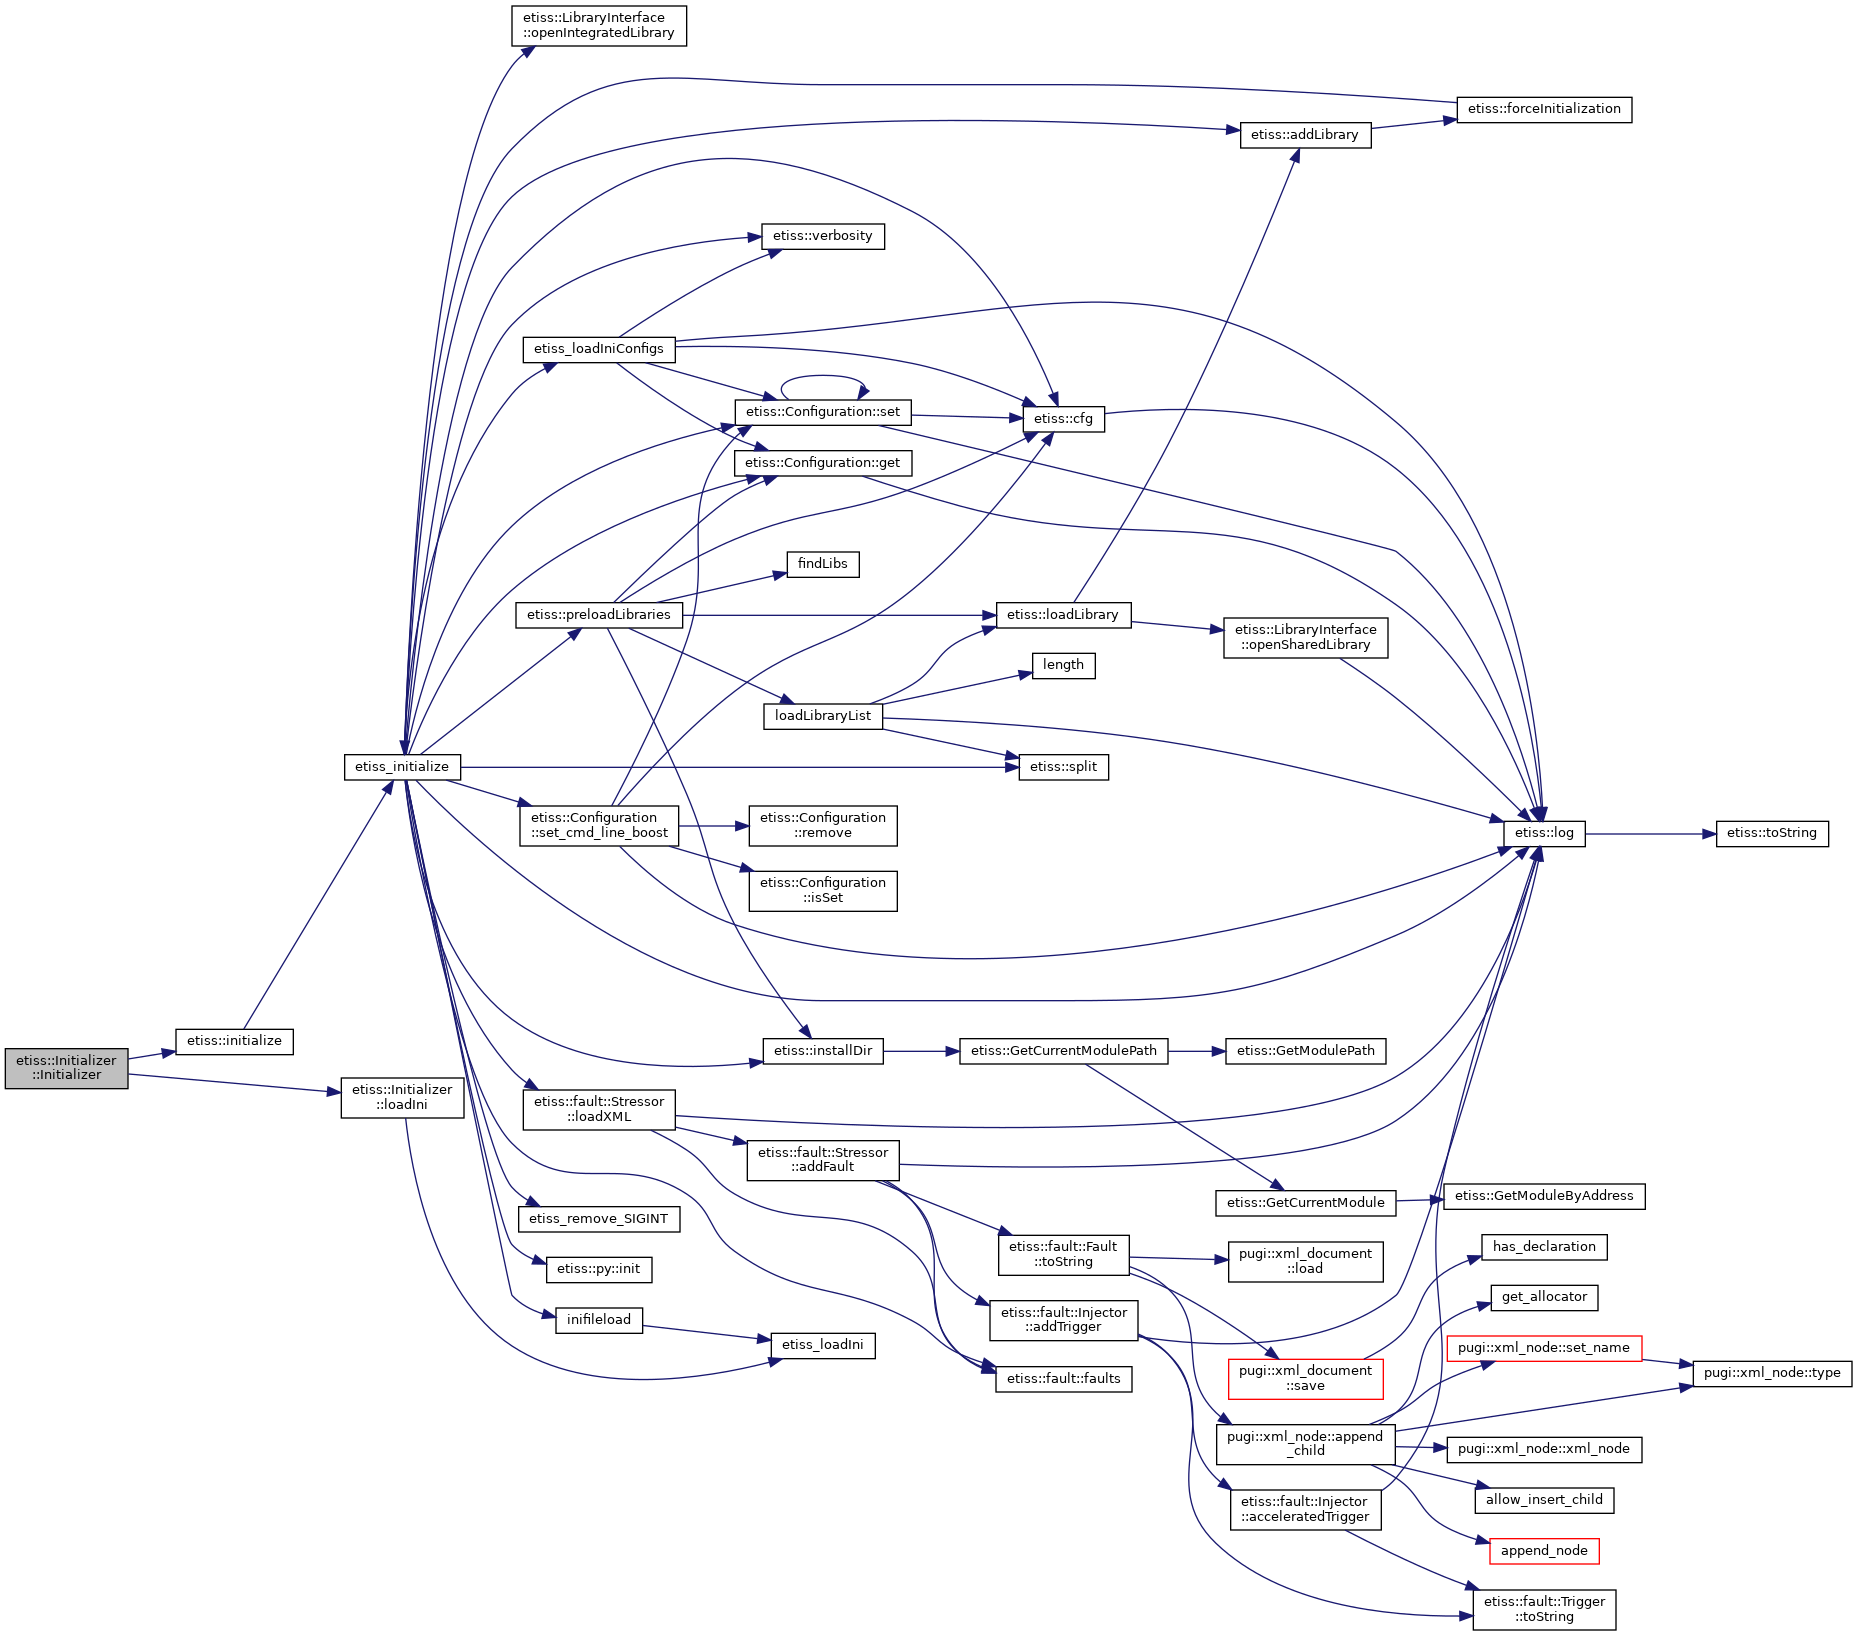 etiss::LibraryInterface
::openIntegratedLibrary
etiss::forceInitialization
etiss::addLibrary
etiss::verbosity
etiss_loadIniConfigs
etiss::Configuration::set
etiss::cfg
etiss::Configuration::get
findLibs
etiss::preloadLibraries
etiss::loadLibrary
etiss::LibraryInterface
::openSharedLibrary
length
loadLibraryList
etiss_initialize
etiss::split
etiss::Configuration
::set_cmd_line_boost
etiss::Configuration
::remove
etiss::log
etiss::toString
etiss::Configuration
::isSet
etiss::initialize
etiss::Initializer
::Initializer
etiss::installDir
etiss::GetCurrentModulePath
etiss::GetModulePath
etiss::Initializer
::loadIni
etiss::fault::Stressor
::loadXML
etiss::fault::Stressor
::addFault
etiss::GetCurrentModule
etiss::GetModuleByAddress
etiss_remove_SIGINT
etiss::fault::Fault
::toString
pugi::xml_document
::load
has_declaration
etiss::py::init
get_allocator
inifileload
etiss::fault::Injector
::addTrigger
etiss_loadIni
pugi::xml_node::set_name
etiss::fault::faults
pugi::xml_document
::save
pugi::xml_node::type
pugi::xml_node::append
_child
pugi::xml_node::xml_node
allow_insert_child
etiss::fault::Injector
::acceleratedTrigger
append_node
etiss::fault::Trigger
::toString